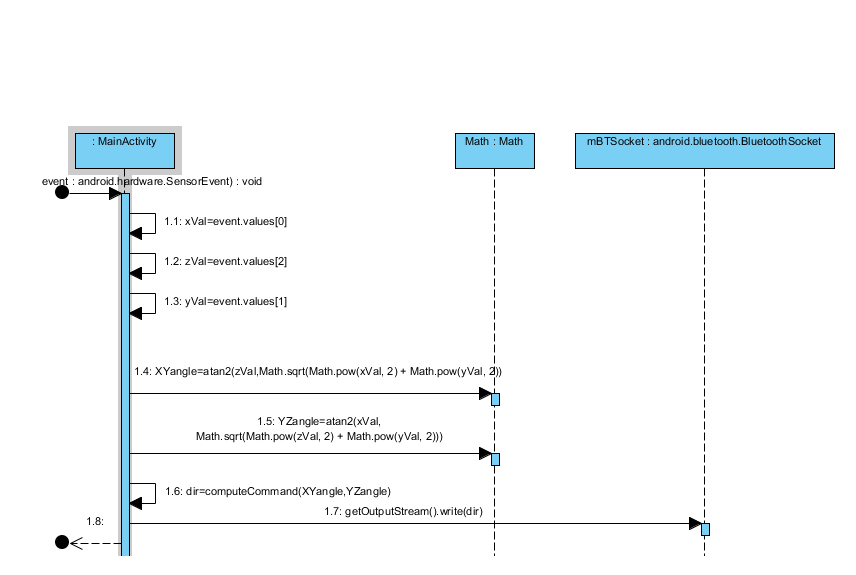 : MainActivity
Math : Math
mBTSocket : android.bluetooth.BluetoothSocket
event : android.hardware.SensorEvent) : void
1.1: xVal=event.values[0]
1.2: zVal=event.values[2]
1.3: yVal=event.values[1]
1.4: XYangle=atan2(zVal,Math.sqrt(Math.pow(xVal, 2) + Math.pow(yVal, 2))
1.5: YZangle=atan2(xVal,
Math.sqrt(Math.pow(zVal, 2) + Math.pow(yVal, 2)))
1.6: dir=computeCommand(XYangle,YZangle)
1.7: getOutputStream().write(dir)
1.8: